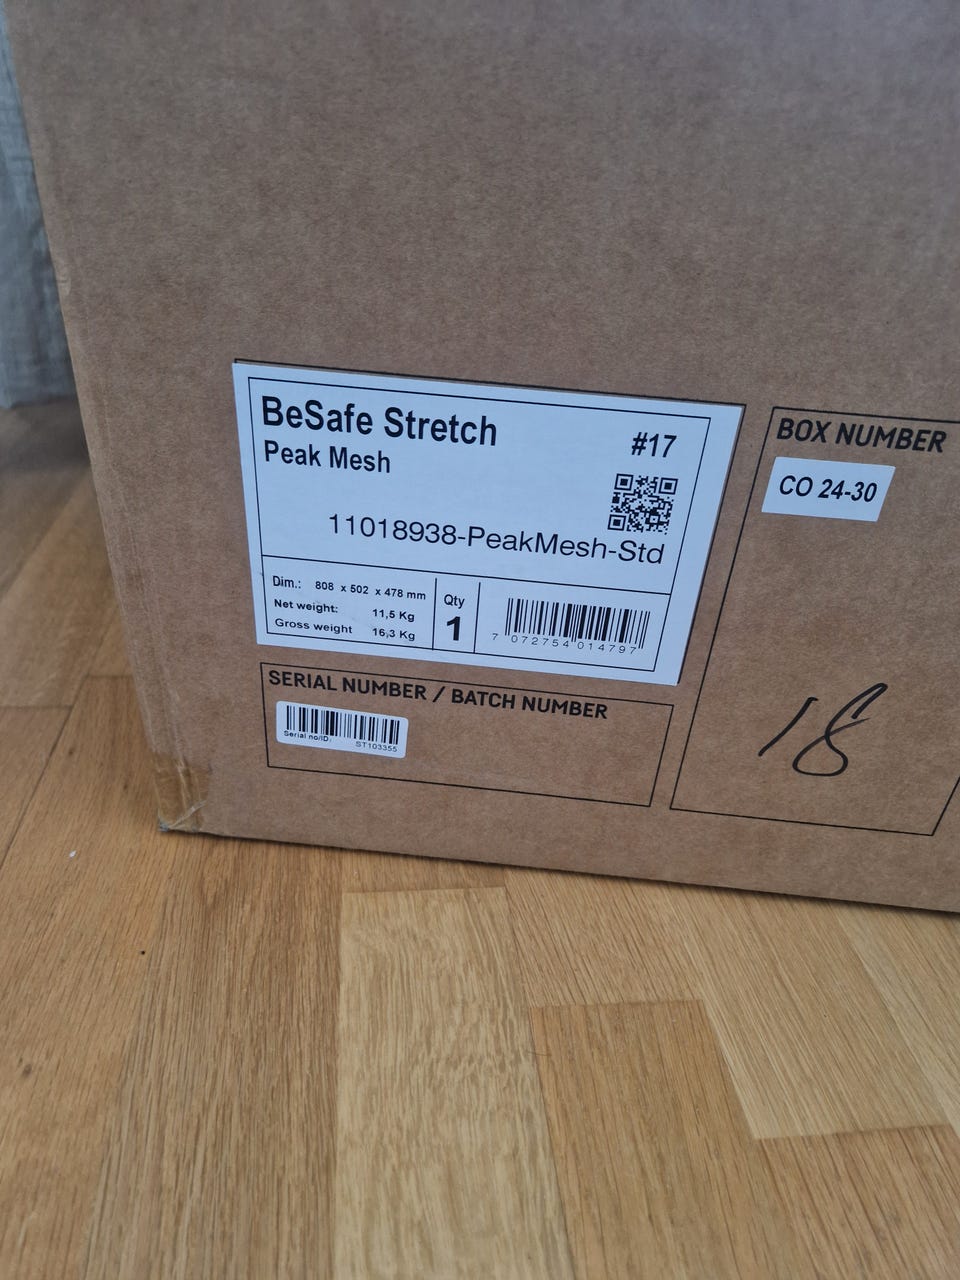 BeSafe Stretch
#17
Peak Mesh
11018938-PeakMesh-Std
Dim.: 808 x 502 x 478 mm
Net weight: 11,5 Kg
Gross weight 16,3 Kg
Qty
1
7 072754 014797
BOX NUMBER
CO 24-30
18
SERIAL NUMBER / BATCH NUMBER
Serial no/ID: ST103355